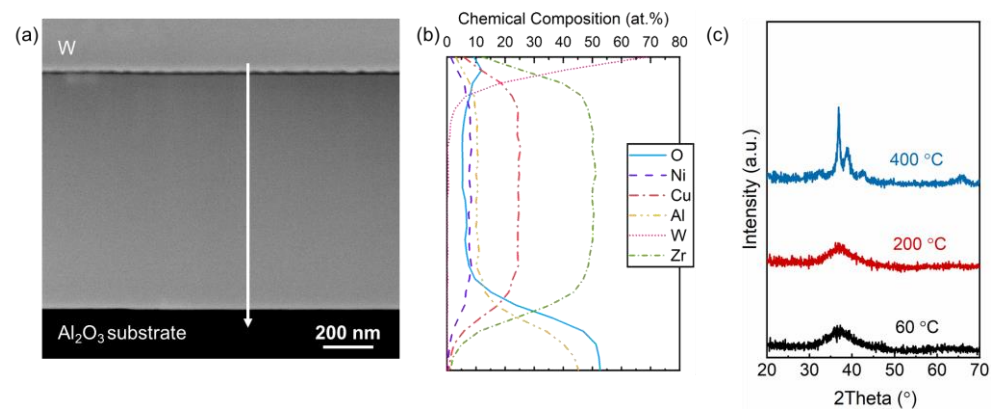 (a)
W
Al₂O₃ substrate
200 nm
Chemical Composition (at.%)
0 10 20 30 40 50 60 70 80
(b)
O
Ni
Cu
Al
W
Zr
(c)
Intensity (a.u.)
400 °C
200 °C
60 °C
20 30 40 50 60 70
2Theta (°)